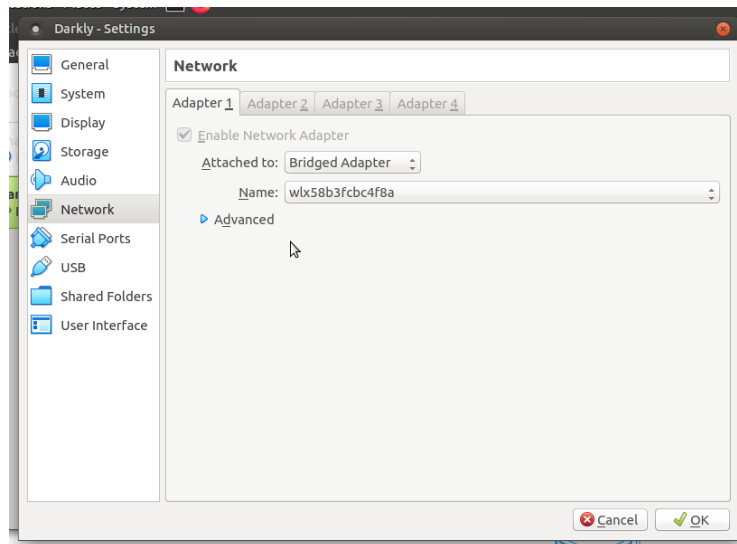 Darkly - Settings
General
System
Display
Storage
Audio
Network
Serial Ports
USB
Shared Folders
User Interface
Network
Adapter 1 Adapter 2 Adapter 3 Adapter 4
Enable Network Adapter
Attached to: Bridged Adapter
Name: wlx58b3fcbc4f8a
Advanced
Cancel OK